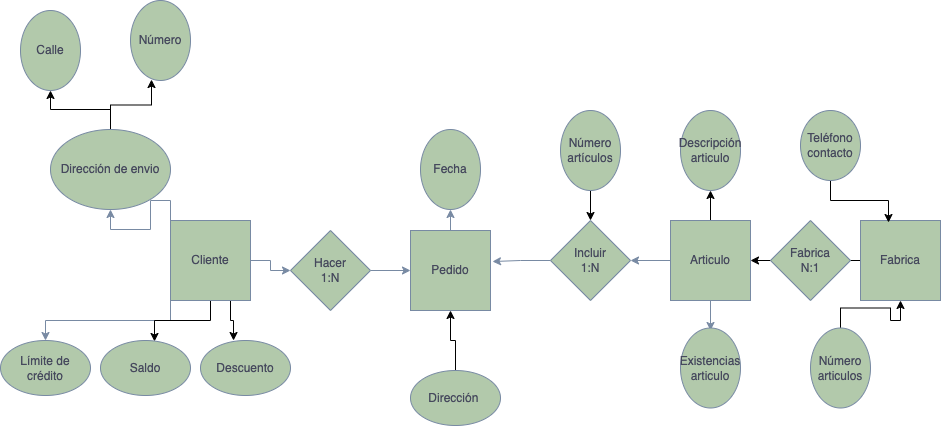 Calle
Número
Dirección de envio
Fecha
Número
artículos
Descripción
articulo
Teléfono
contacto
Cliente
Hacer
1:N
Pedido
Incluir
1:N
Articulo
Fabrica
N:1
Fabrica
Límite de
crédito
Saldo
Descuento
Dirección
Existencias
articulo
Número
articulos